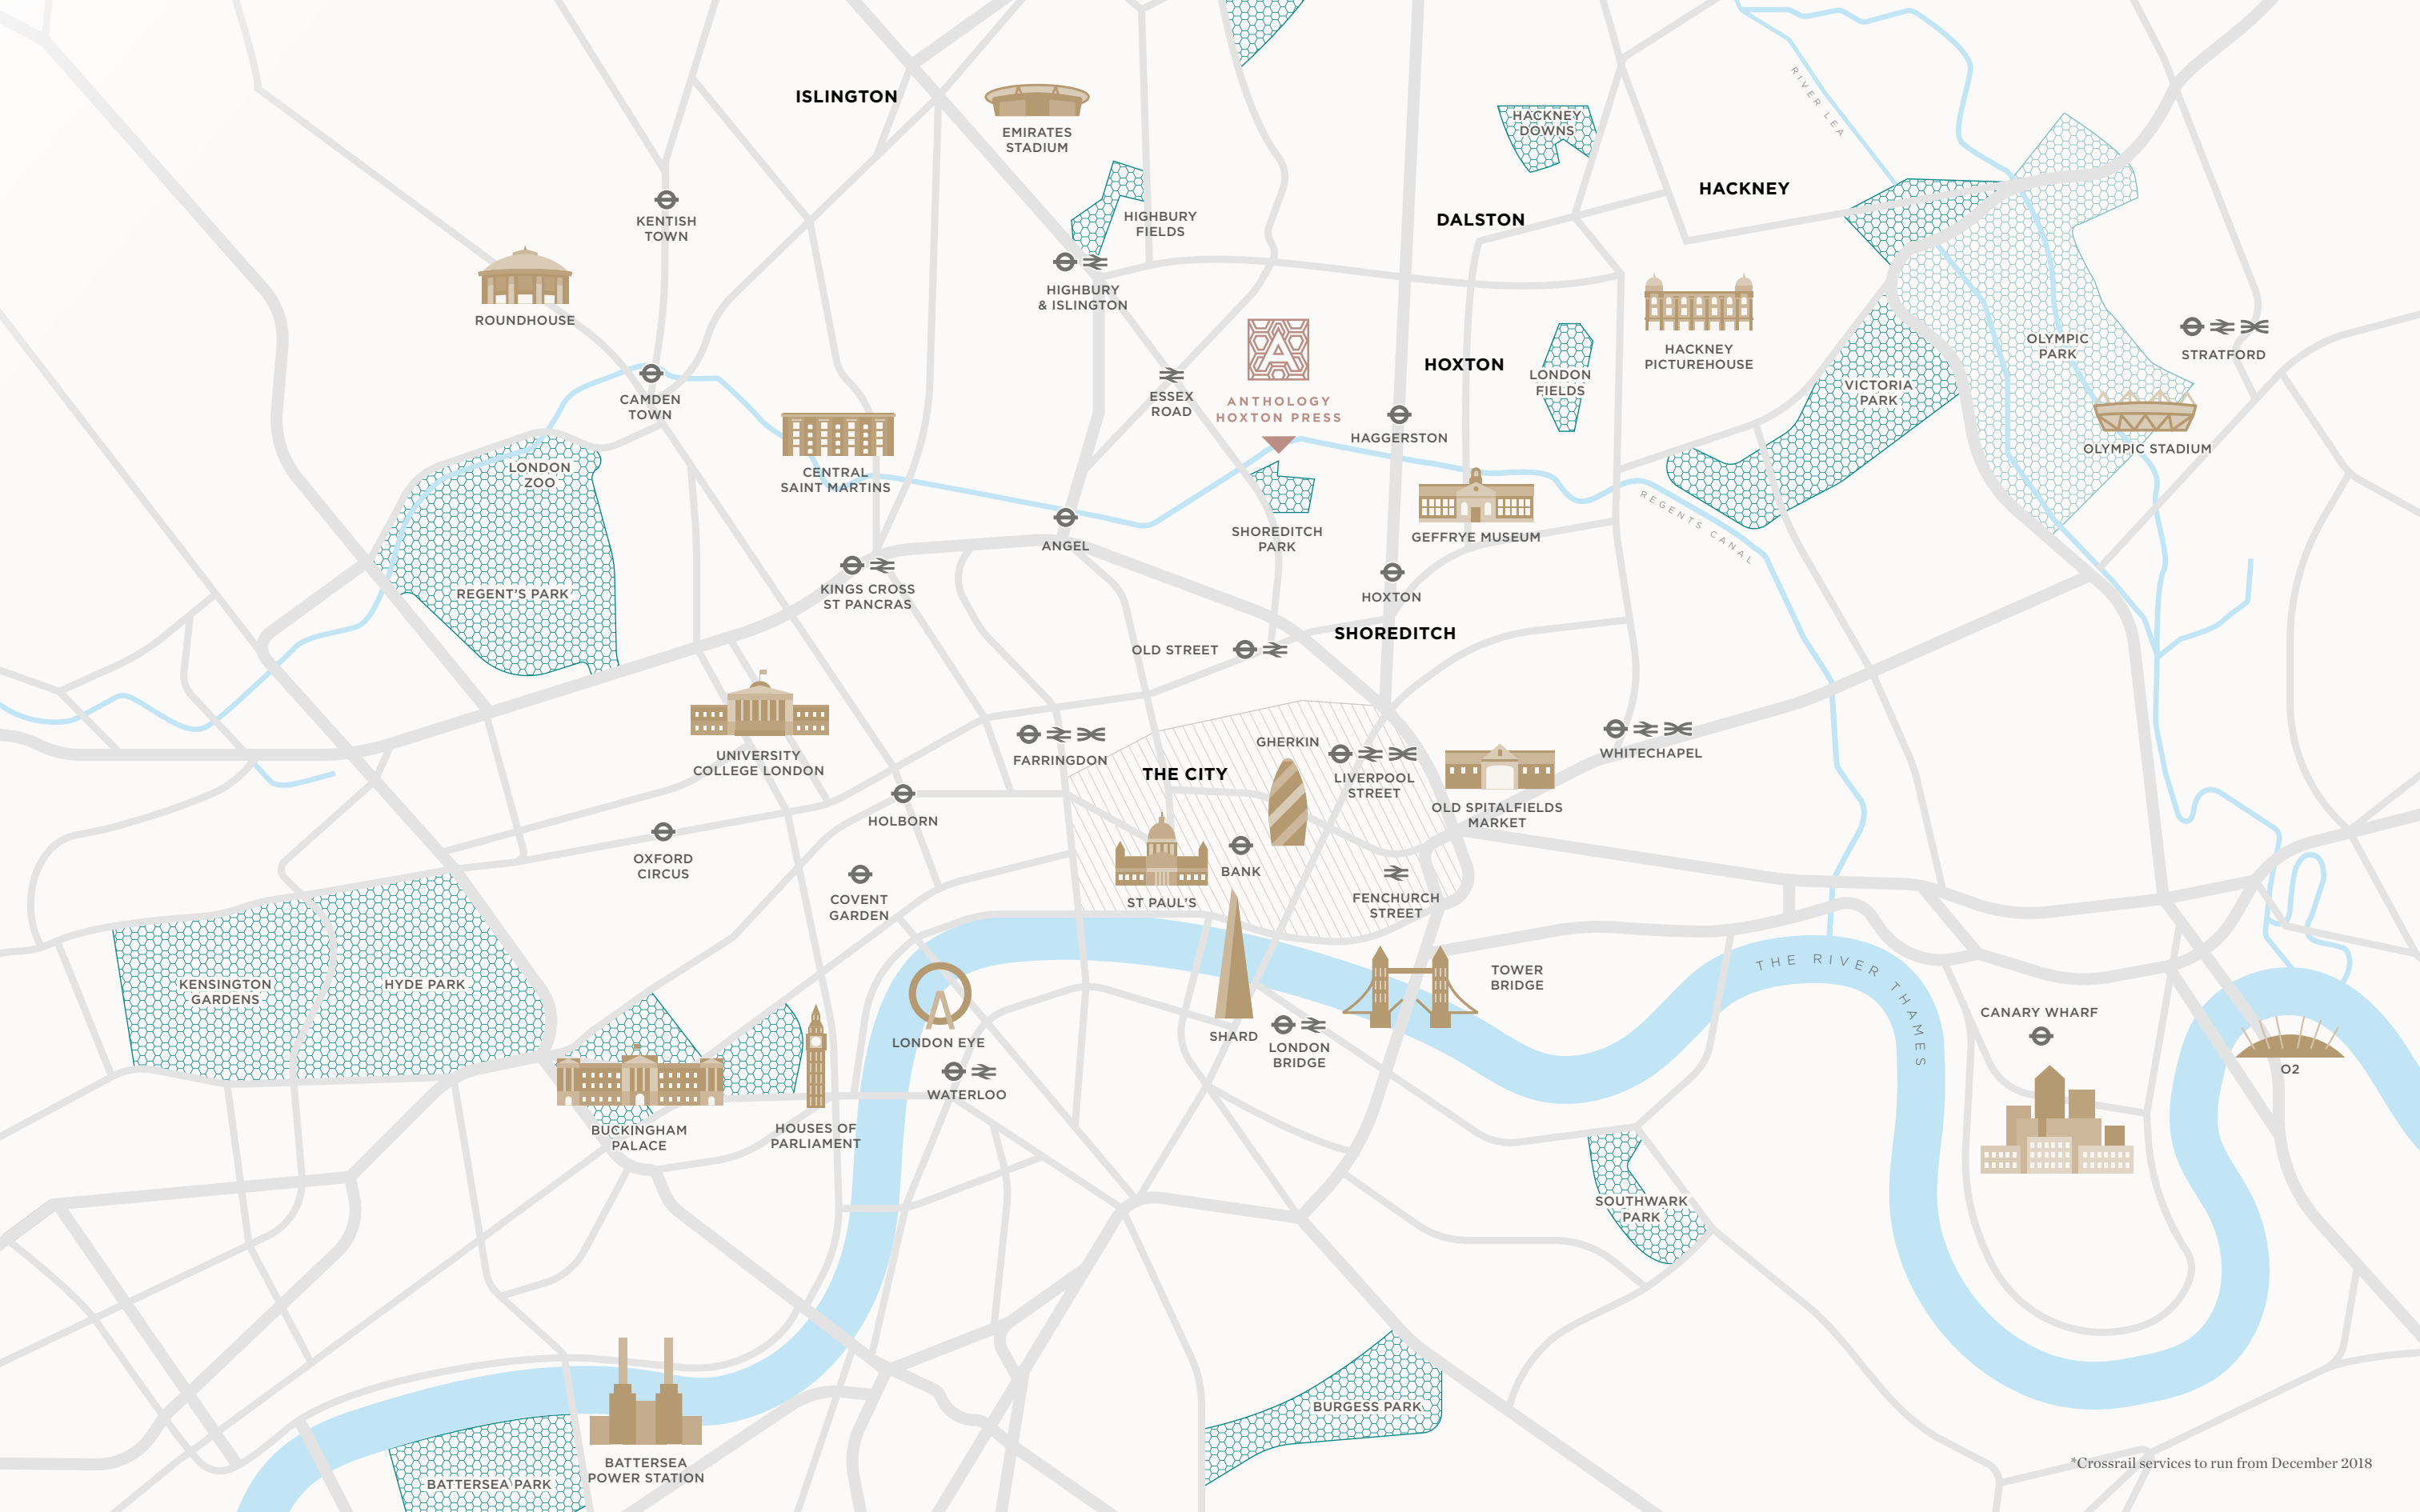 RIVER LEA
ISLINGTON
EMIRATES
STADIUM
HACKNEY
DOWNS
HACKNEY
DALSTON
KENTISH
TOWN
HIGHBURY
FIELDS
HIGHBURY
& ISLINGTON
ROUNDHOUSE
HACKNEY
PICTUREHOUSE
OLYMPIC
PARK
STRATFORD
HOXTON
LONDON
FIELDS
VICTORIA
PARK
CAMDEN
TOWN
ESSEX
ROAD
A
ANTHOLOGY
HOXTON PRESS
HAGGERSTON
OLYMPIC STADIUM
LONDON
ZOO
CENTRAL
SAINT MARTINS
REGENTS CANAL
ANGEL
SHOREDITCH
PARK
GEFFRYE MUSEUM
REGENT'S PARK
KINGS CROSS
ST PANCRAS
HOXTON
SHOREDITCH
OLD STREET
UNIVERSITY
COLLEGE LONDON
FARRINGDON
GHERKIN
WHITECHAPEL
THE CITY
LIVERPOOL
STREET
OLD SPITALFIELDS
MARKET
HOLBORN
OXFORD
CIRCUS
BANK
COVENT
GARDEN
ST PAUL'S
FENCHURCH
STREET
THE RIVER THAMES
KENSINGTON
GARDENS
HYDE PARK
TOWER
BRIDGE
CANARY WHARF
LONDON EYE
SHARD
LONDON
BRIDGE
O2
WATERLOO
BUCKINGHAM
PALACE
HOUSES OF
PARLIAMENT
SOUTHWARK
PARK
BURGESS PARK
BATTERSEA
POWER STATION
BATTERSEA PARK
*Crossrail services to run from December 2018